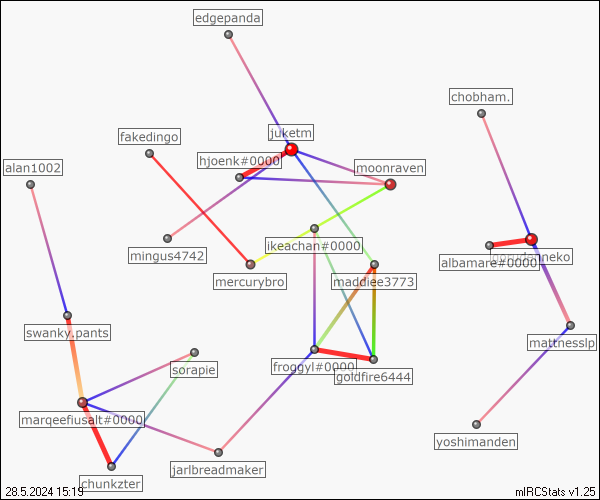 edgepanda
chobham.
juketm
fakedingo
hjoenk#0000
moonraven
alan1002
ikeachan#0000
mingus4742
albamare#0000
maddiee3773
mercurybro
swanky.pants
mattnesslp
sorapie
froggyl#0000
goldfire6444
marqeefiusalt#0000
yoshimanden
jarlbreadmaker
chunkzter
28.5.2024 15:19
mIRCStats v1.25